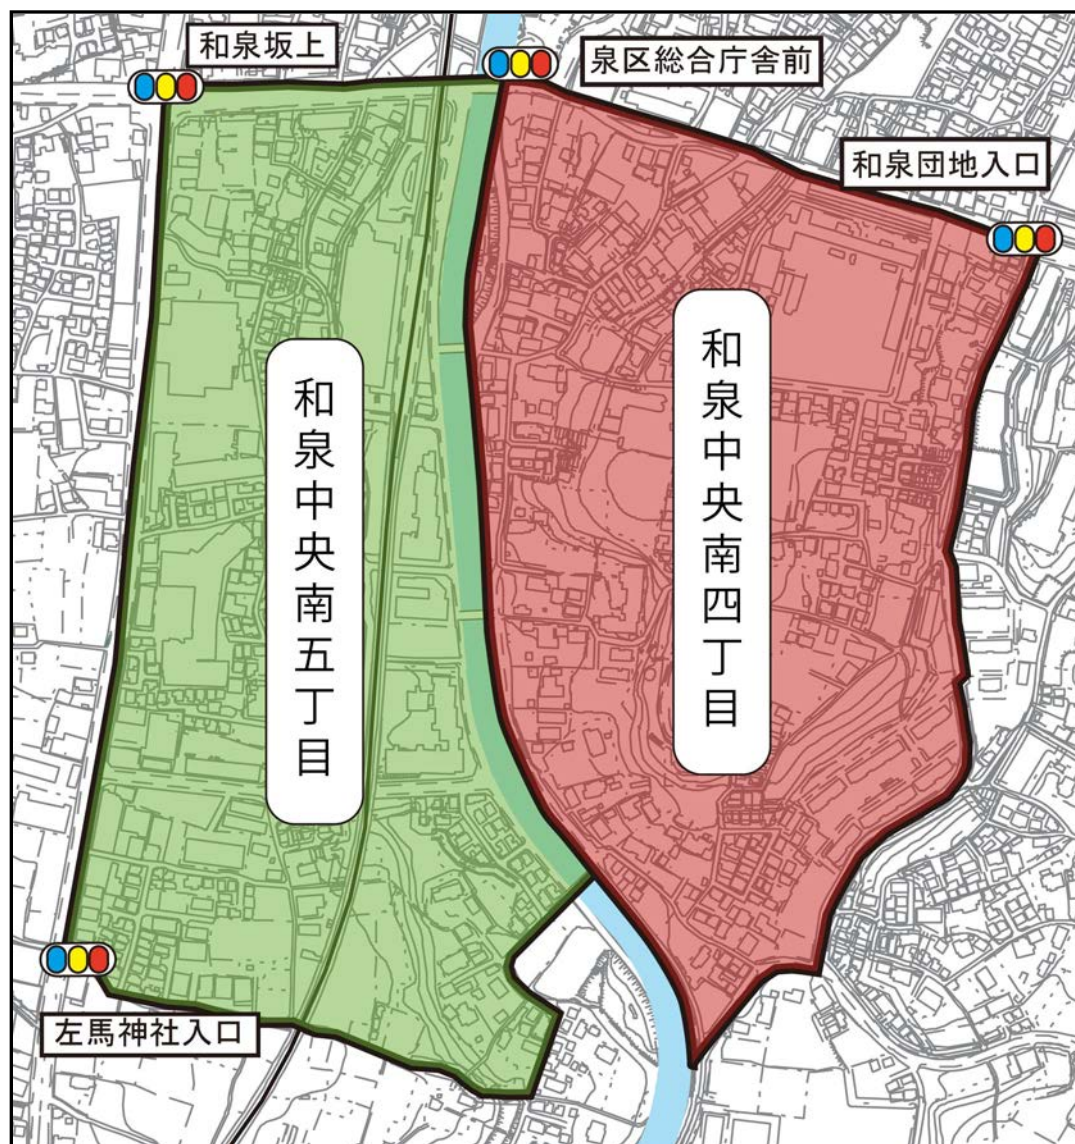 和泉坂上
泉区総合庁舎前
和泉団地入口
和泉中央南五丁目
和泉中央南四丁目
左馬神社入口